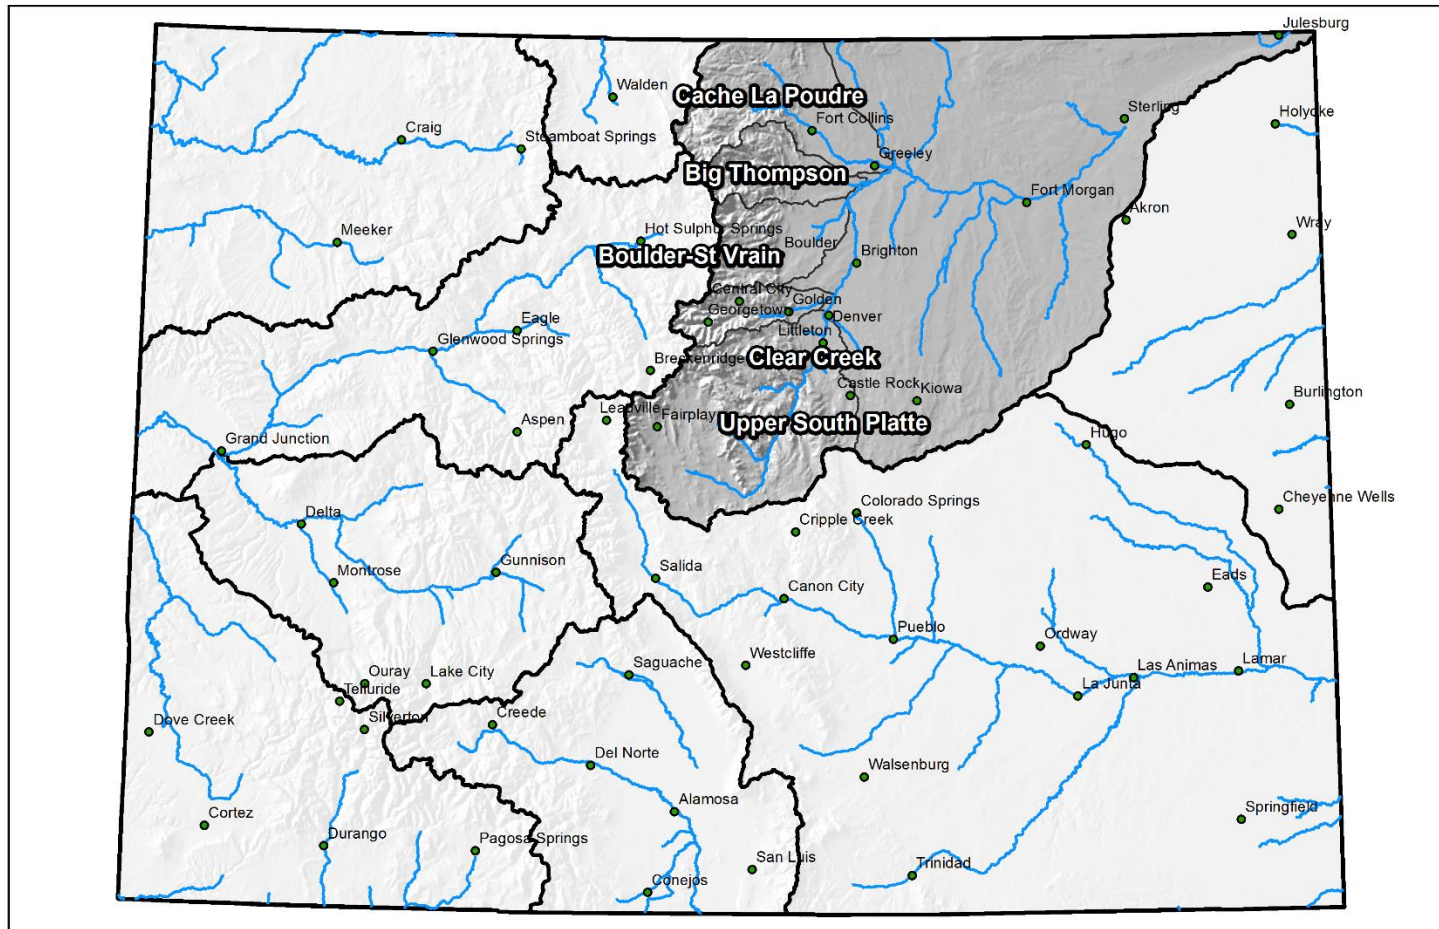 Julesburg
Walden
Cache La Poudre
Sterling
Holyoke
Fort Collins
Craig
Steamboat Springs
Greeley
Big Thompson
Fort Morgan
Akron
Wray
Meeker
Hot Sulphur Springs
Boulder
Brighton
Boulder-St Vrain
Central City
Golden
Georgetown
Denver
Eagle
Littleton
Glenwood Springs
Breckenridge
Clear Creek
Castle Rock
Kiowa
Burlington
Aspen
Leadville
Fairplay
Upper South Platte
Grand Junction
Hugo
Colorado Springs
Cheyenne Wells
Delta
Cripple Creek
Gunnison
Montrose
Salida
Canon City
Eads
Pueblo
Ordway
Westcliffe
Saguache
Las Animas
Lamar
Ouray
Lake City
La Junta
Telluride
Dove Creek
Silverton
Creede
Del Norte
Walsenburg
Alamosa
Cortez
Springfield
Durango
Pagosa Springs
San Luis
Trinidad
Conejos